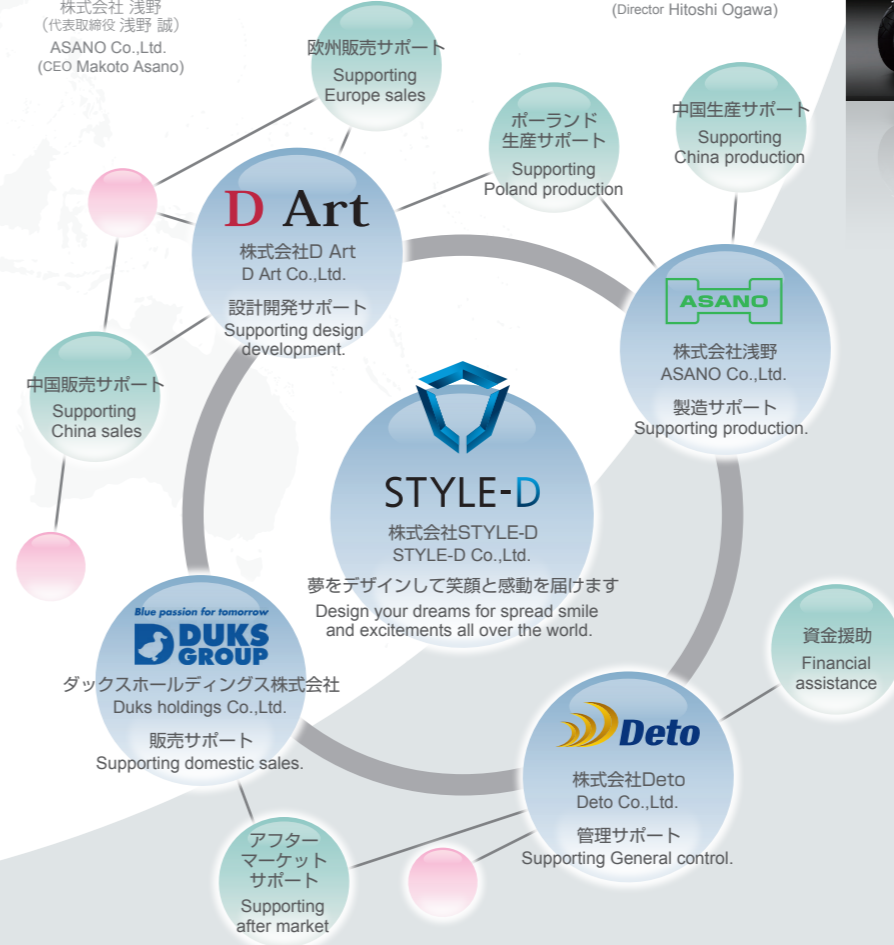 株式会社 浅野
（代表取締役 浅野 誠）
ASANO Co.,Ltd.
(CEO Makoto Asano)
(Director Hitoshi Ogawa)
欧州販売サポート
Supporting
Europe sales
ポーランド
生産サポート
Supporting
Poland production
中国生産サポート
Supporting
China production
D Art
株式会社D Art
D Art Co.,Ltd.
設計開発サポート
Supporting design
development.
ASANO
株式会社浅野
ASANO Co.,Ltd.
製造サポート
Supporting production.
中国販売サポート
Supporting
China sales
STYLE-D
株式会社STYLE-D
STYLE-D Co.,Ltd.
夢をデザインして笑顔と感動を届けます
Design your dreams for spread smile
and excitements all over the world.
Blue passion for tomorrow
DUKS
GROUP
ダックスホールディングス株式会社
Duks holdings Co.,Ltd.
販売サポート
Supporting domestic sales.
資金援助
Financial
assistance
Deto
株式会社Deto
Deto Co.,Ltd.
管理サポート
Supporting General control.
アフター
マーケット
サポート
Supporting
after market